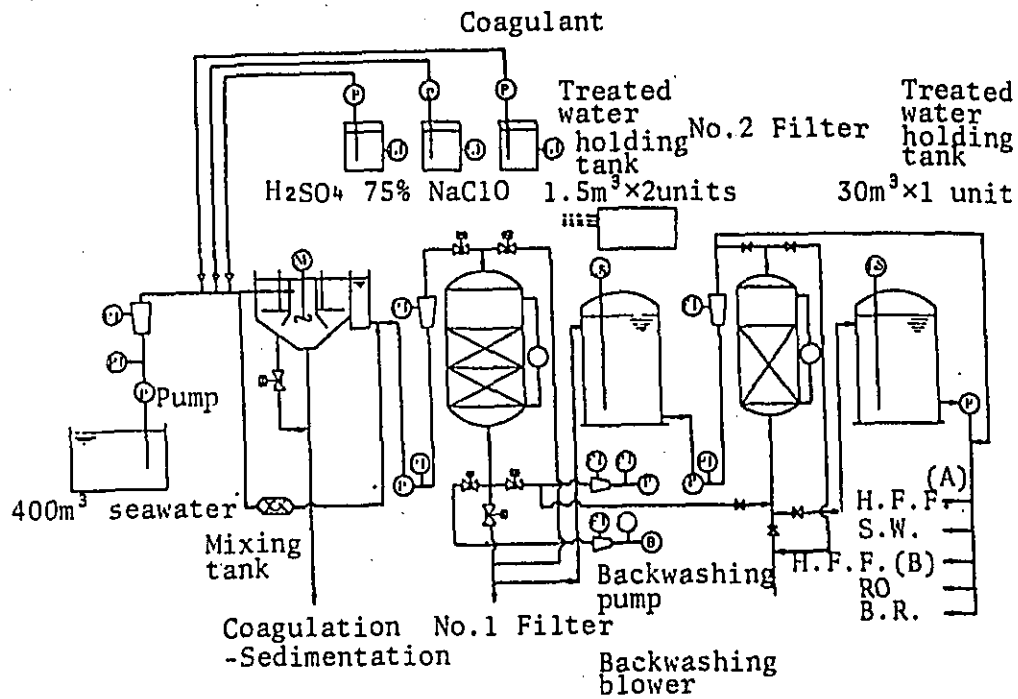 Coagulant
Treated
water
holding
tank
1.5m³×2units
No.2 Filter
Treated
water
holding
tank
30m³×1 unit
H₂SO₄ 75% NaClO
P
P
M
Pump
P
400m³ seawater
Mixing
tank
Coagulation
-Sedimentation
No.1 Filter
B
Backwashing
pump
Backwashing
blower
P
(A)
H.F.F.
S.W.
H.F.F.(B)
RO
B.R.